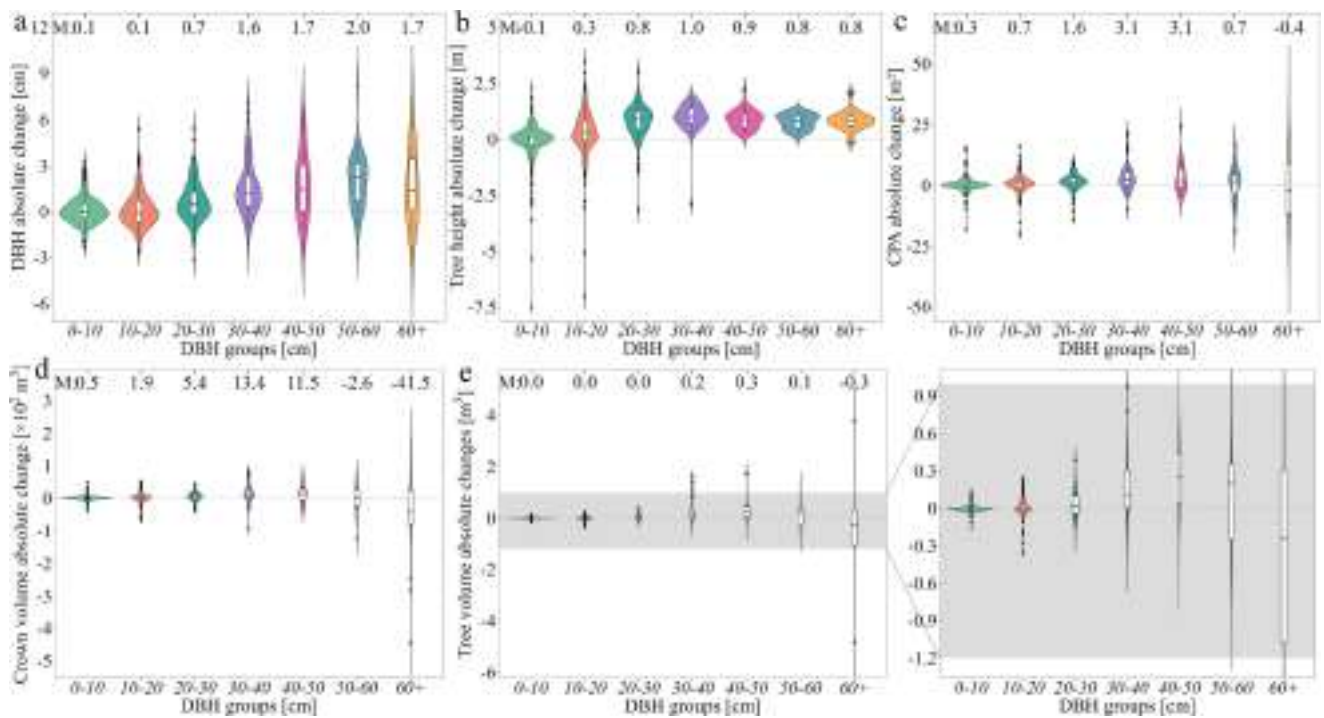 a
12 M:0.1 0.1 0.7 1.6 1.7 2.0 1.7
DBH absolute change [cm]
9
6
3
0
-3
-6
0-10 10-20 20-30 30-40 40-50 50-60 60+
DBH groups [cm]
b
5 M:-0.1 0.3 0.8 1.0 0.9 0.8 0.8
Tree height absolute change [m]
2.5
0
-2.5
-5
-7.5
0-10 10-20 20-30 30-40 40-50 50-60 60+
DBH groups [cm]
c
M:0.3 0.7 1.6 3.1 3.1 0.7 -0.4
CPA absolute change [m²]
50
25
0
-25
-50
0-10 10-20 20-30 30-40 40-50 50-60 60+
DBH groups [cm]
d
M:0.5 1.9 5.4 13.4 11.5 -2.6 -41.5
Crown volume absolute change [×10² m³]
3
2
1
0
-1
-2
-3
-4
-5
0-10 10-20 20-30 30-40 40-50 50-60 60+
DBH groups [cm]
e
M:0.0 0.0 0.0 0.2 0.3 0.1 -0.3
Tree volume absolute changes [m³]
4
2
0
-2
-4
-6
0-10 10-20 20-30 30-40 40-50 50-60 60+
DBH groups [cm]
0.9
0.6
0.3
0
-0.3
-0.6
-0.9
-1.2
0-10 10-20 20-30 30-40 40-50 50-60 60+
DBH groups [cm]